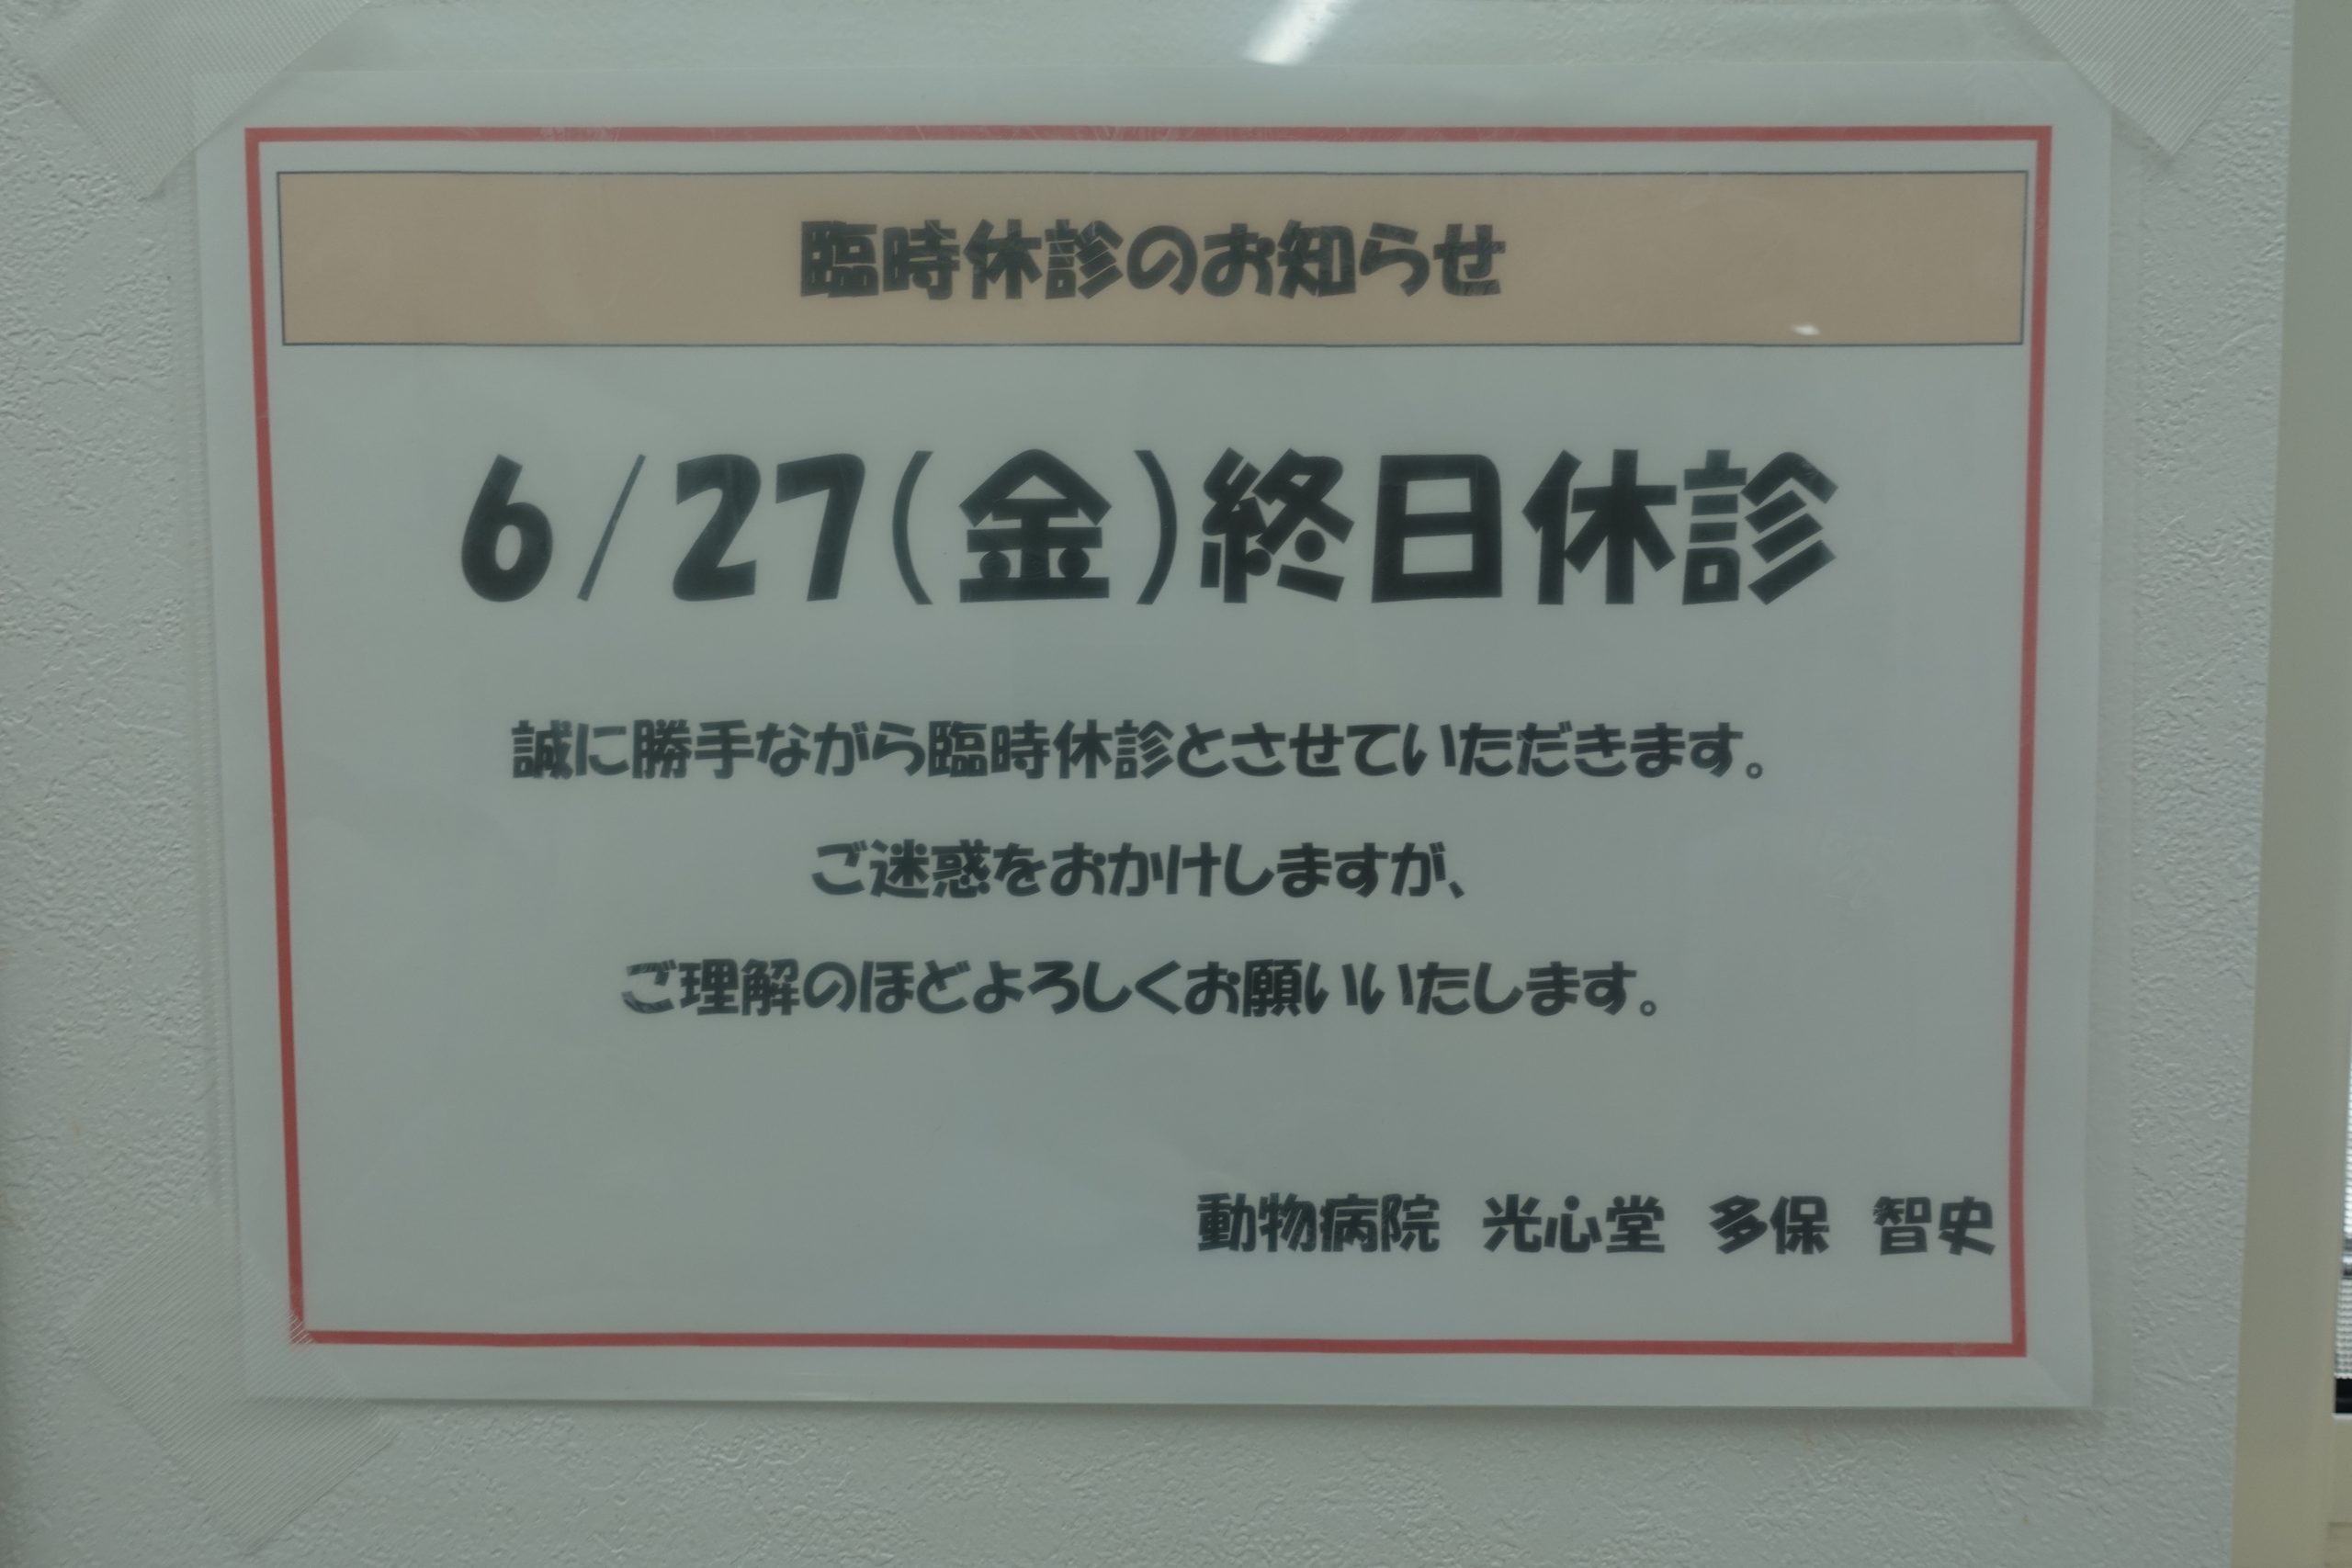 臨時休診のお知らせ
6/27(金)終日休診
誠に勝手ながら臨時休診とさせていただきます。
ご迷惑をおかけしますが、
ご理解のほどよろしくお願いいたします。
動物病院 光心堂 多保 智史